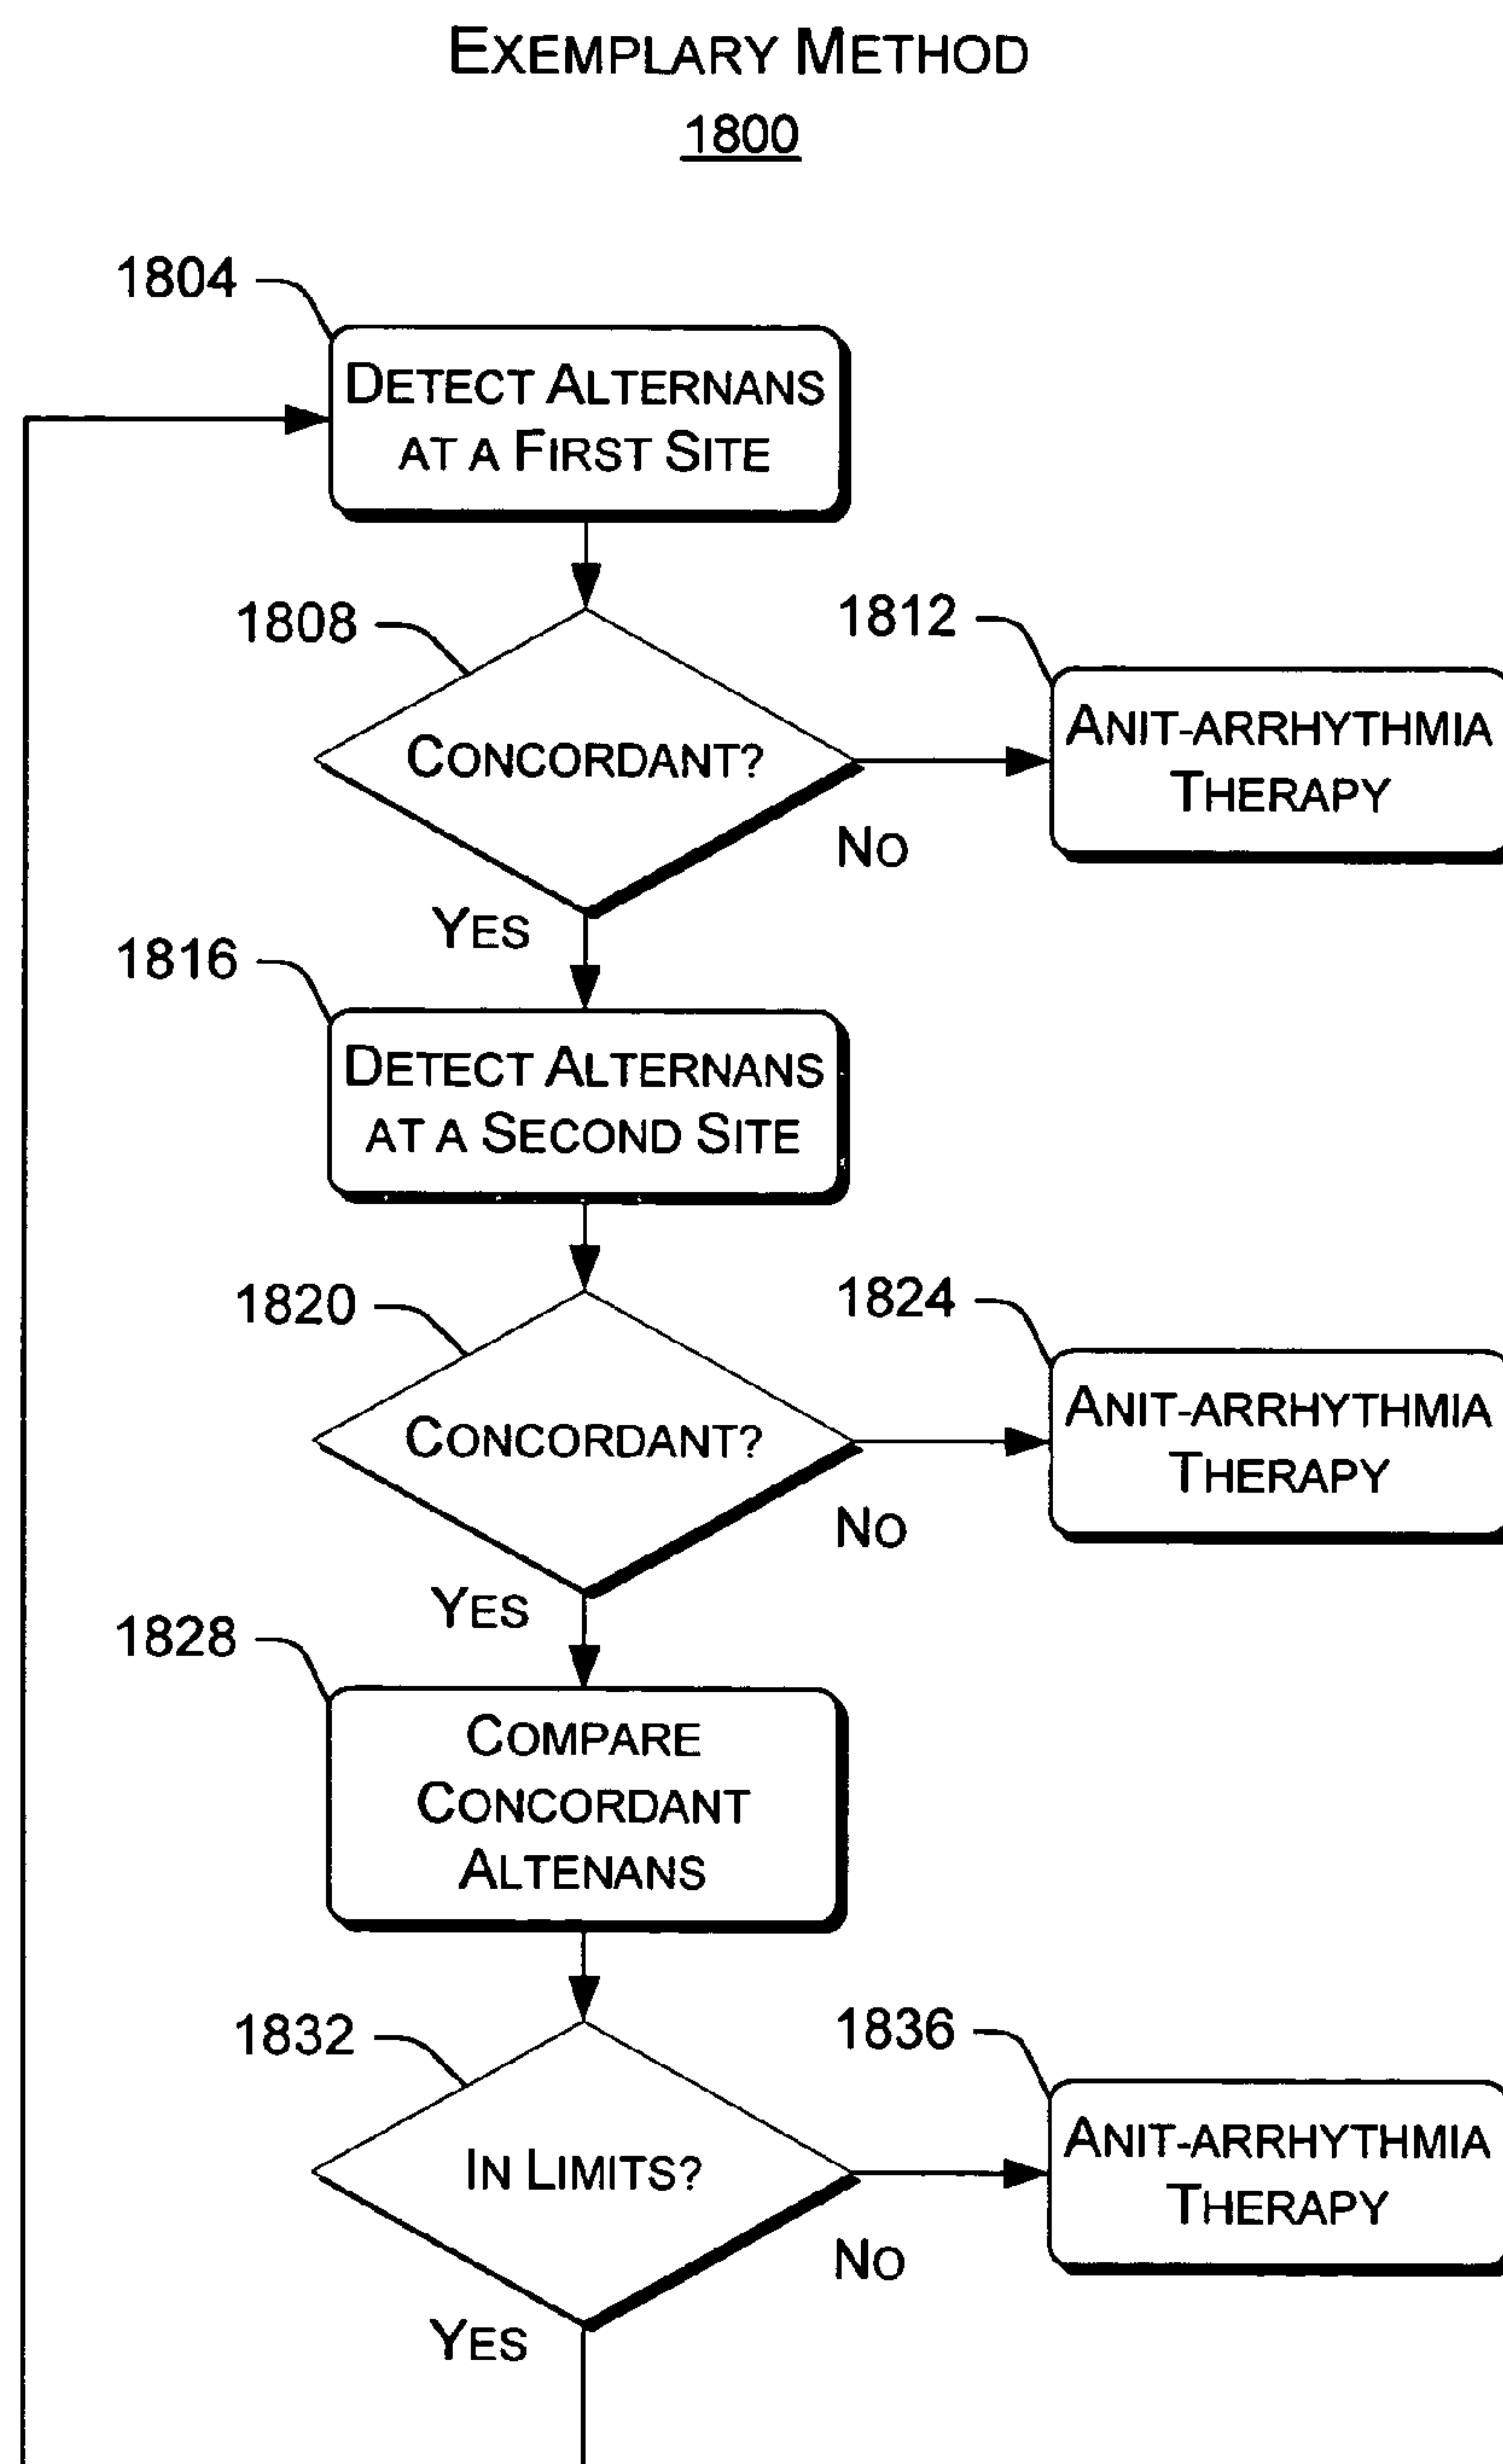 EXEMPLARY METHOD
1800
1804
DETECT ALTERNANS
AT A FIRST SITE
1808
CONCORDANT?
1812
ANIT-ARRHYTHMIA
THERAPY
NO
YES
1816
DETECT ALTERNANS
AT A SECOND SITE
1820
CONCORDANT?
1824
ANIT-ARRHYTHMIA
THERAPY
NO
YES
1828
COMPARE
CONCORDANT
ALTENANS
1832
IN LIMITS?
1836
ANIT-ARRHYTHMIA
THERAPY
NO
YES